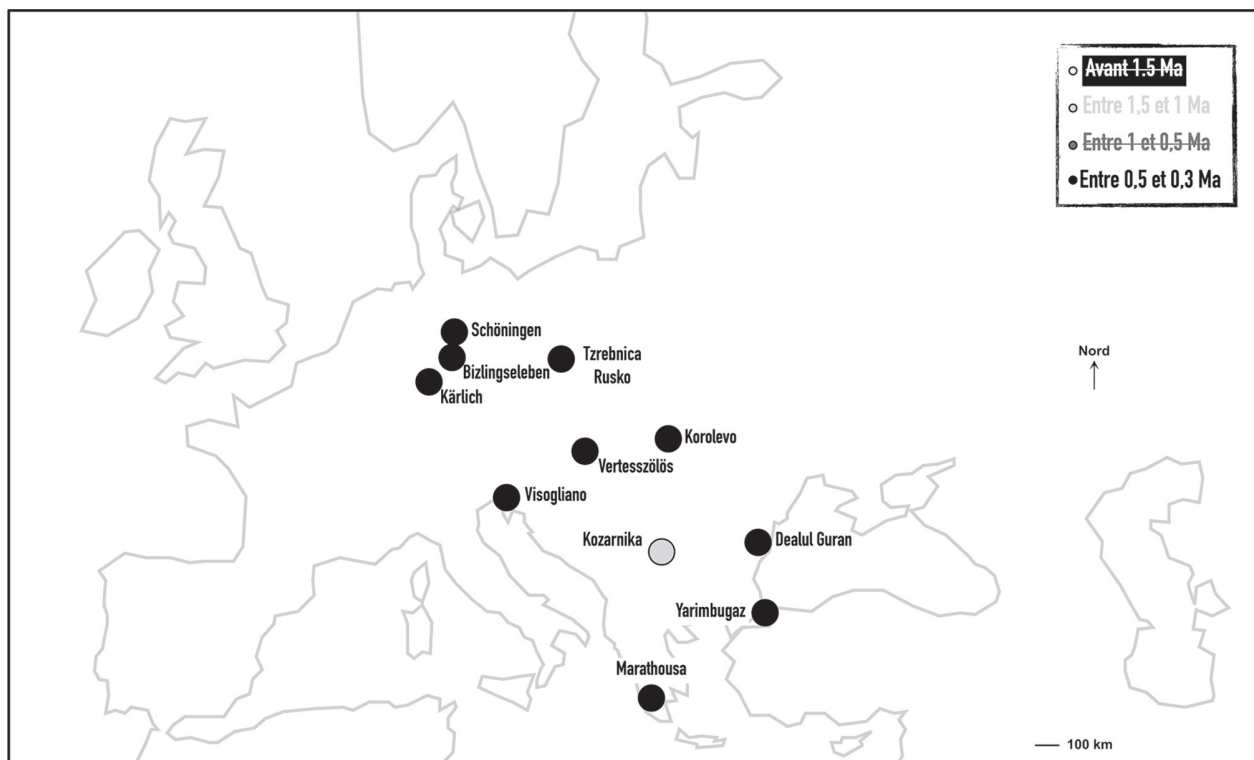 Avant 1.5 Ma
Entre 1,5 et 1 Ma
Entre 1 et 0,5 Ma
Entre 0,5 et 0,3 Ma
Schöningen
Bizlingseleben
Kärlich
Tzrebnica
Rusko
Nord
Korolevo
Vertesszölös
Visogliano
Kozarnika
Dealul Guran
Yarimbugaz
Marathousa
100 km